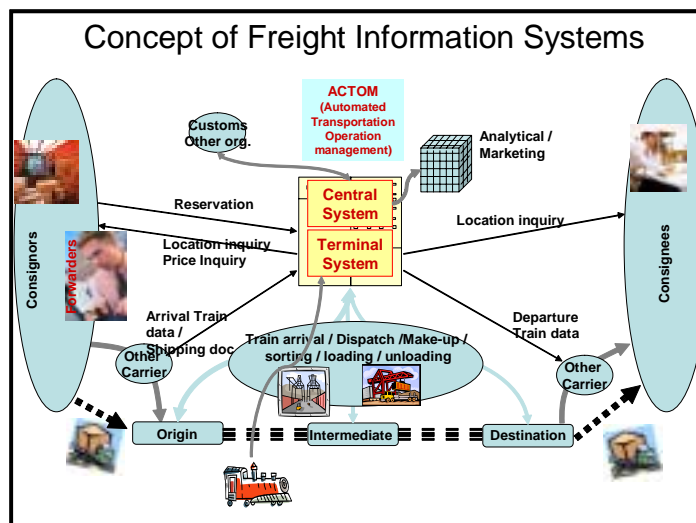 Concept of Freight Information Systems
ACTOM
(Automated
Transportation
Operation
management)
Customs
Other org.
Analytical /
Marketing
Central
System
Terminal
System
Reservation
Location inquiry
Price Inquiry
Location inquiry
Consignors
Forwarders
Consignees
Arrival Train
data /
Shipping doc
Departure
Train data
Train arrival / Dispatch /Make-up /
sorting / loading / unloading
Other
Carrier
Other
Carrier
Origin
Intermediate
Destination